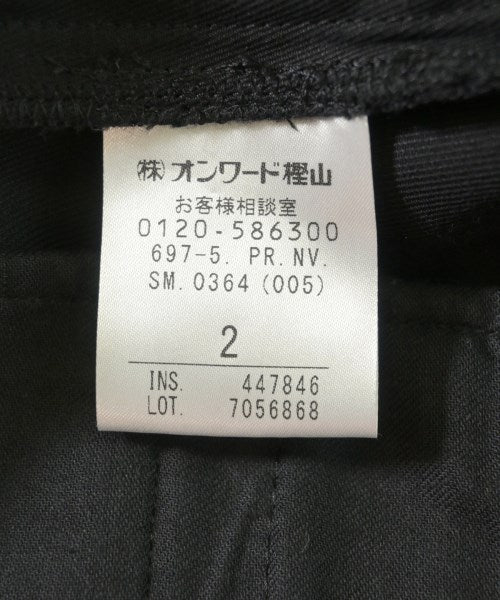 ㈱オンワード樫山
お客様相談室
0120-586300
697-5. PR. NV.
SM. 0364 (005)
2
INS. 447846
LOT. 7056868